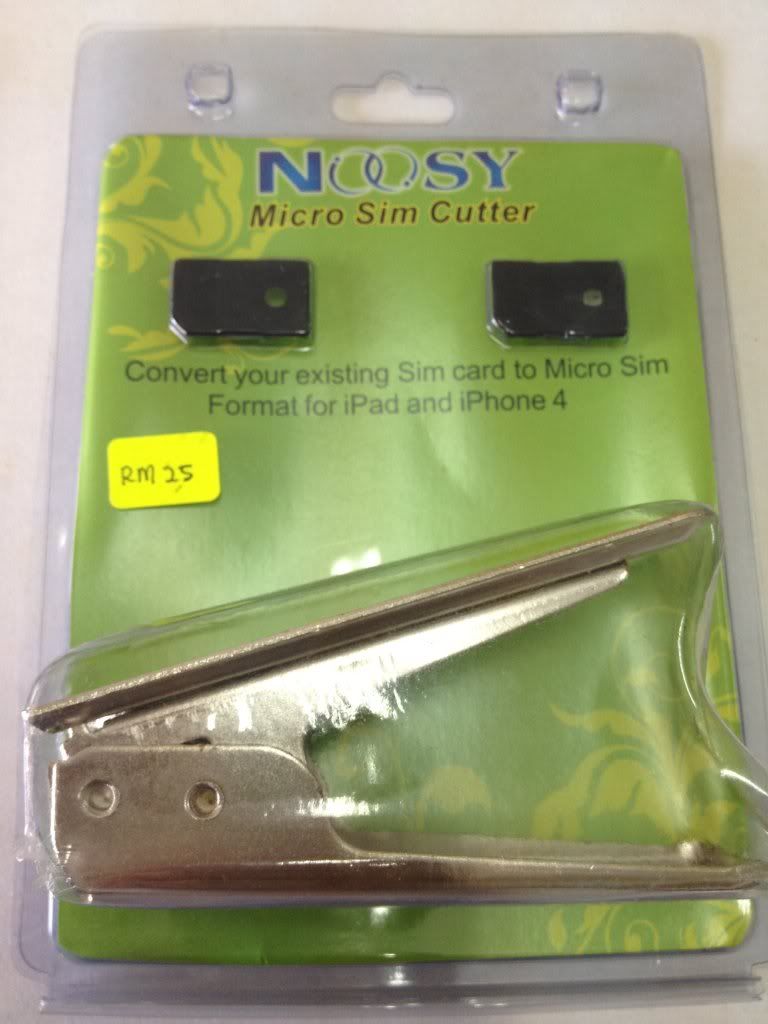 NOOSY
Micro Sim Cutter
Convert your existing Sim card to Micro Sim
Format for iPad and iPhone 4
RM 25